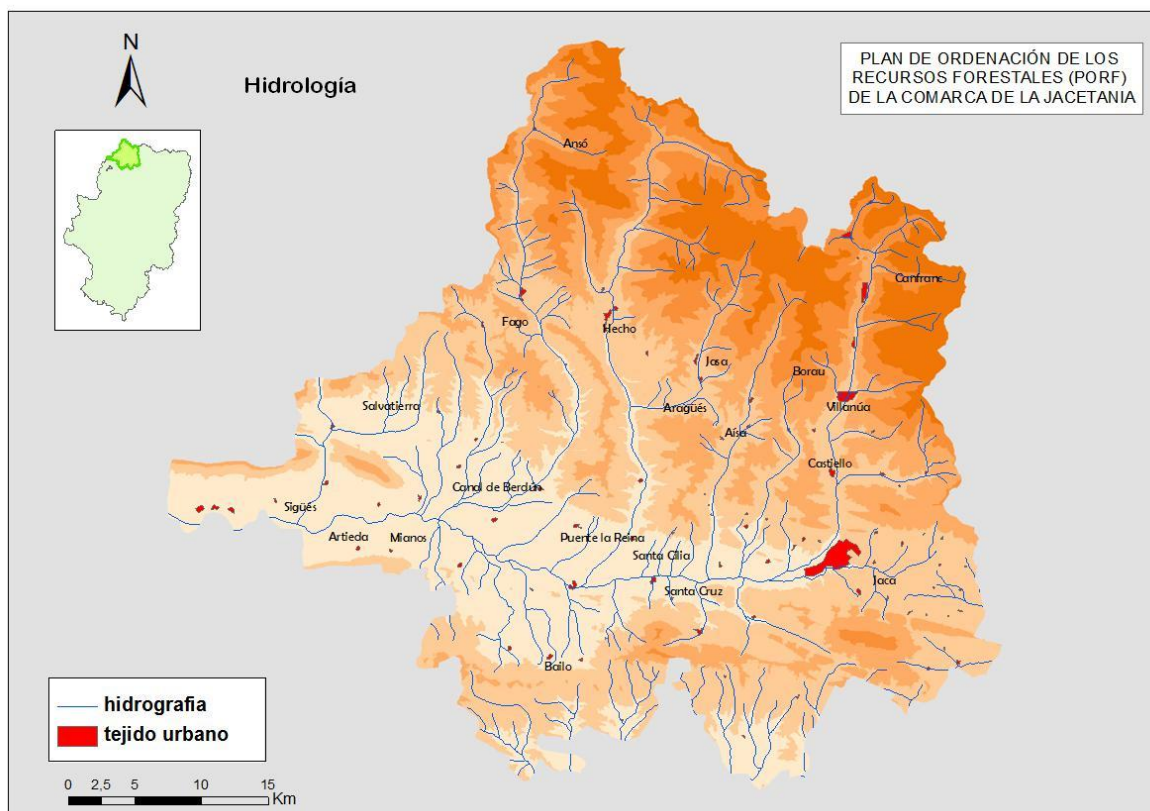 N
Hidrología
PLAN DE ORDENACIÓN DE LOS
RECURSOS FORESTALES (PORF)
DE LA COMARCA DE LA JACETANIA
Ansó
Canfranc
Fago
Hecho
Jasa
Borau
Salvatierra
Aragüés
Villanúa
Aísa
Castiello
Canal de Berdún
Sigüés
Artieda
Mianos
Puente la Reina
Santa Cilia
Jaca
Santa Cruz
Bailo
hidrografia
tejido urbano
0 2,5 5 10 15
Km